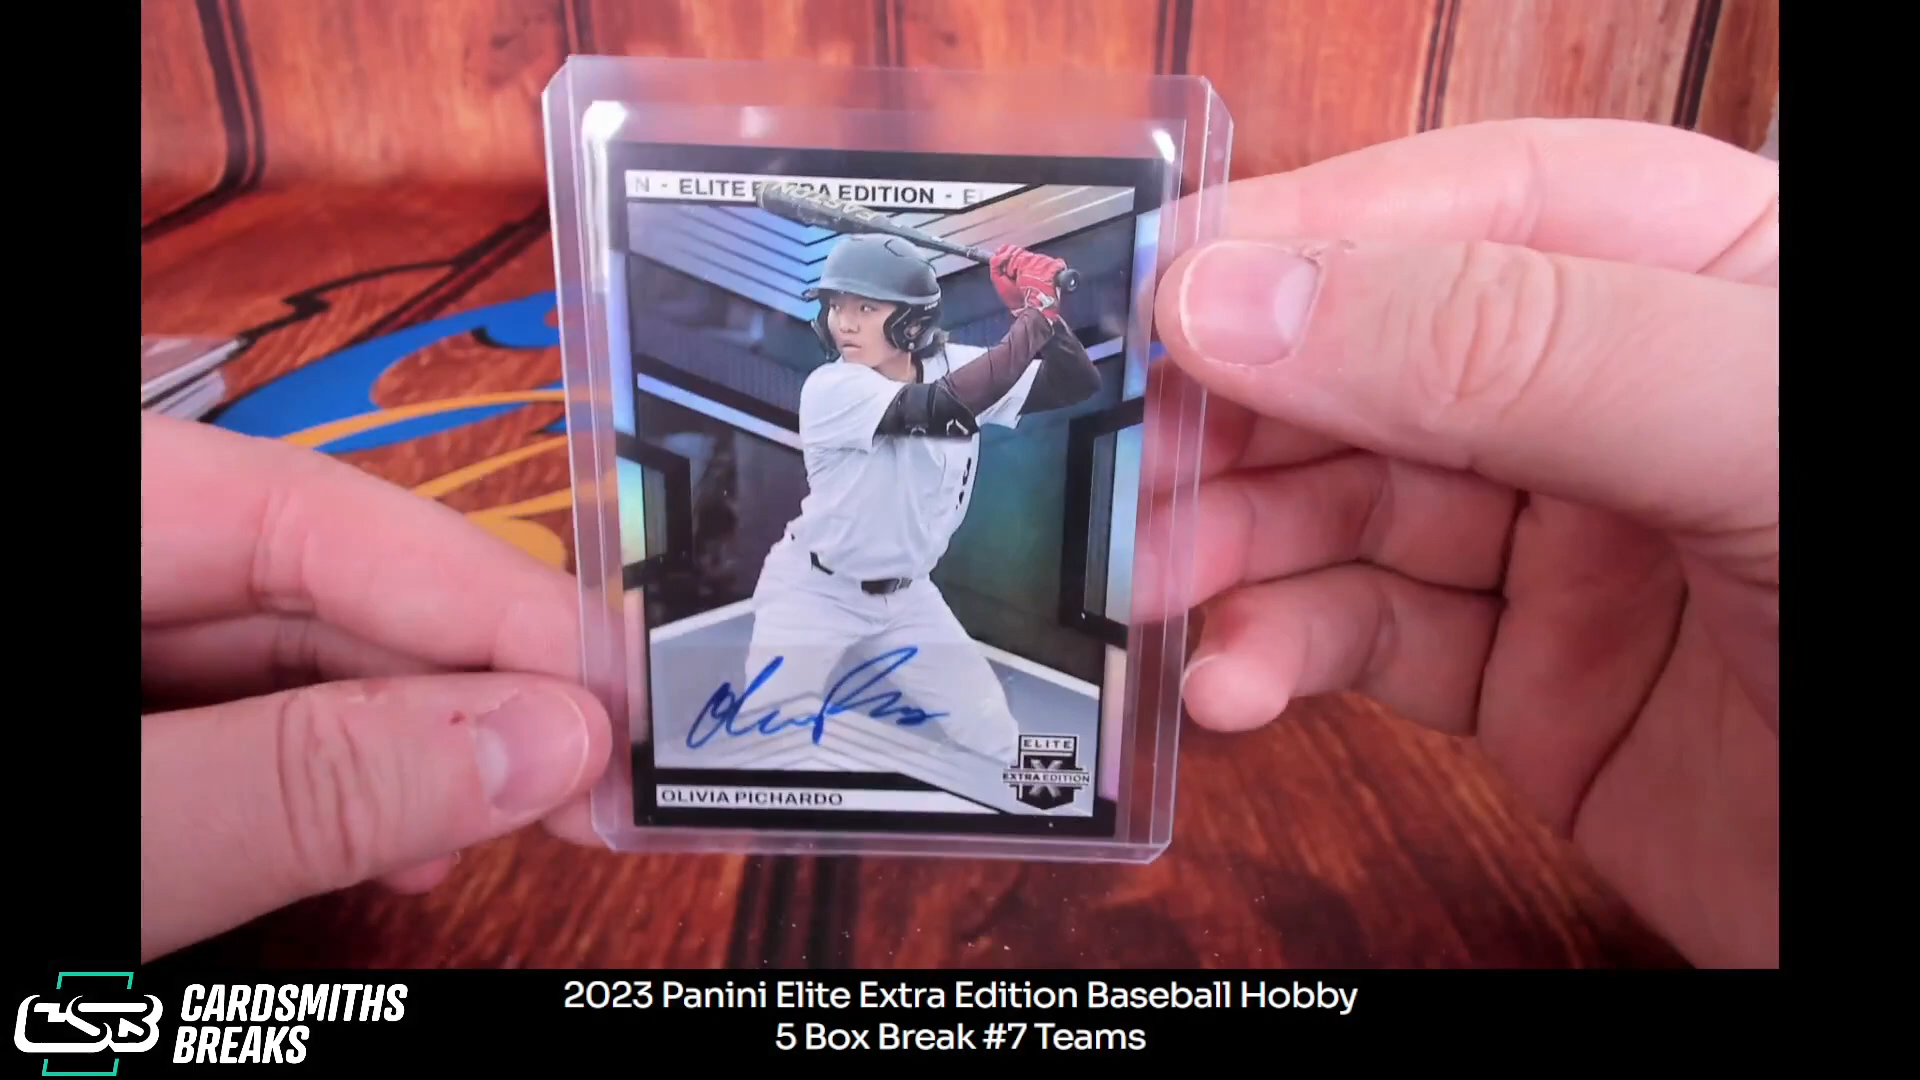 N - ELITE EXTRA EDITION - EL
OLIVIA PICHARDO
ELITE
X
EXTRA EDITION
CSB
CARDSMITHS
BREAKS
2023 Panini Elite Extra Edition Baseball Hobby
5 Box Break #7 Teams